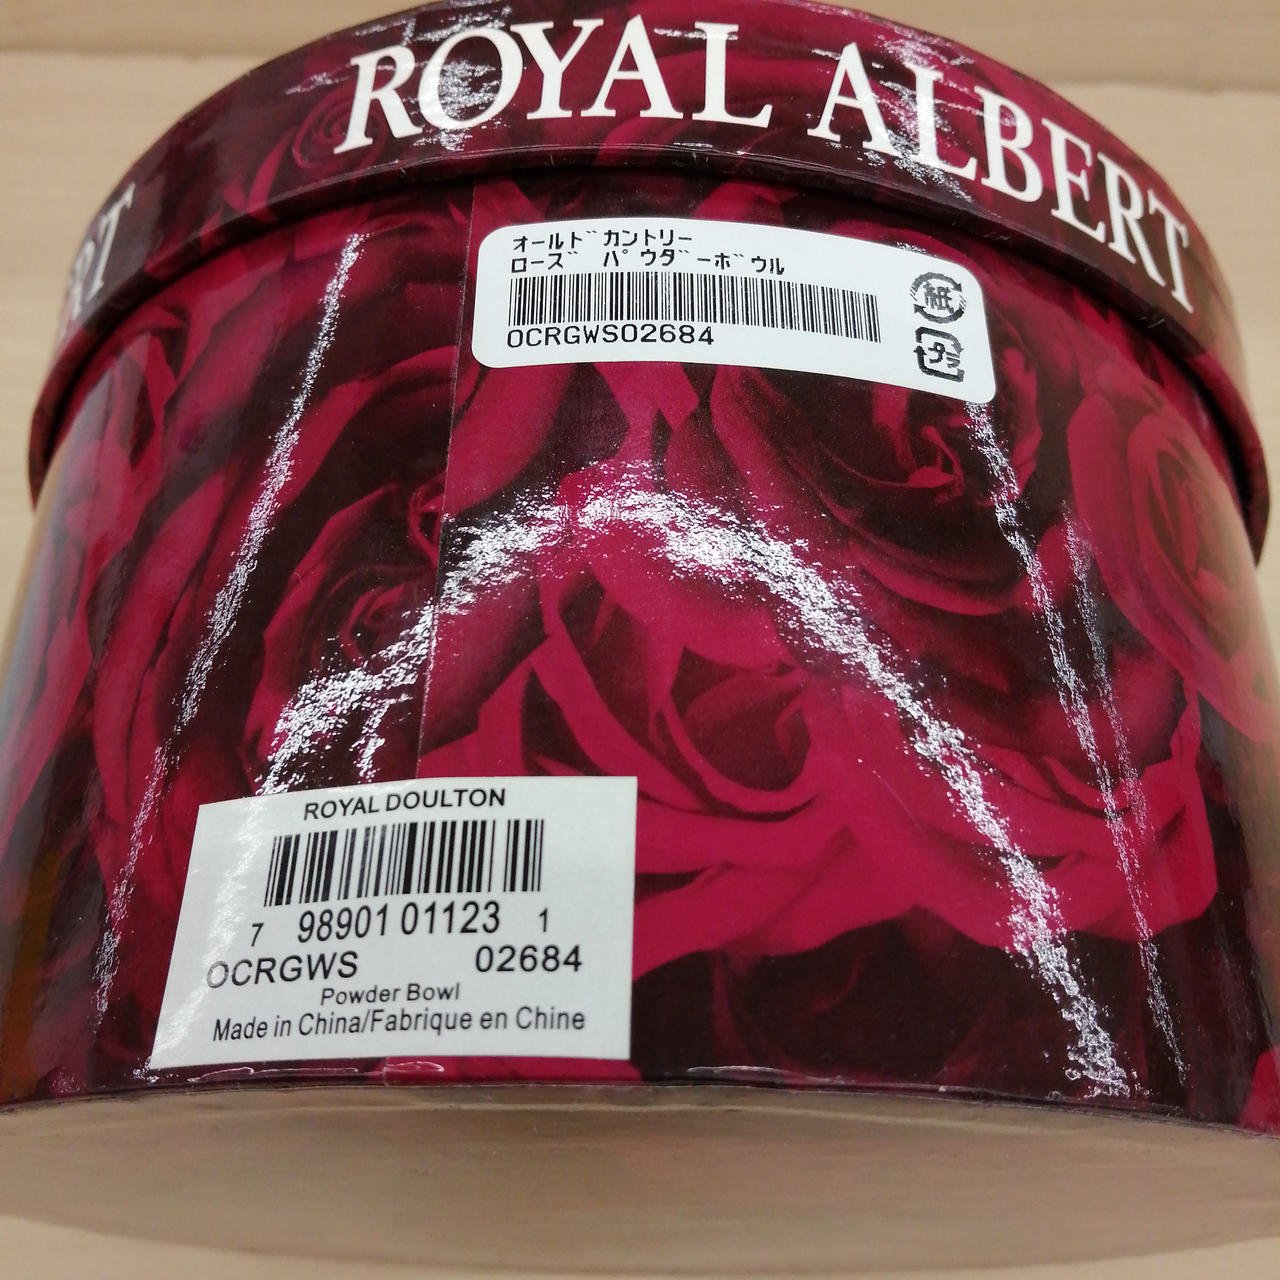 ROYAL ALBERT
RT
オールドカントリー
ローズ パウダーボウル
OCRGWS02684
紙
プラ
ROYAL DOULTON
7 98901 01123 1
OCRGWS 02684
Powder Bowl
Made in China/Fabrique en Chine